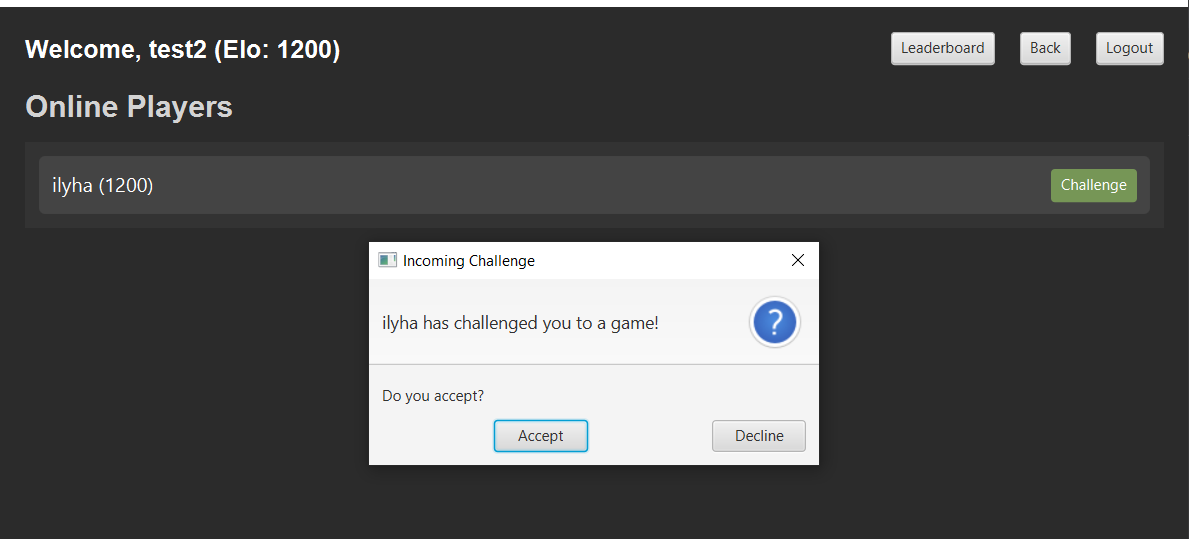 Welcome, test2 (Elo: 1200)
Leaderboard
Back
Logout
Online Players
ilyha (1200)
Challenge
Incoming Challenge
ilyha has challenged you to a game!
?
Do you accept?
Accept
Decline